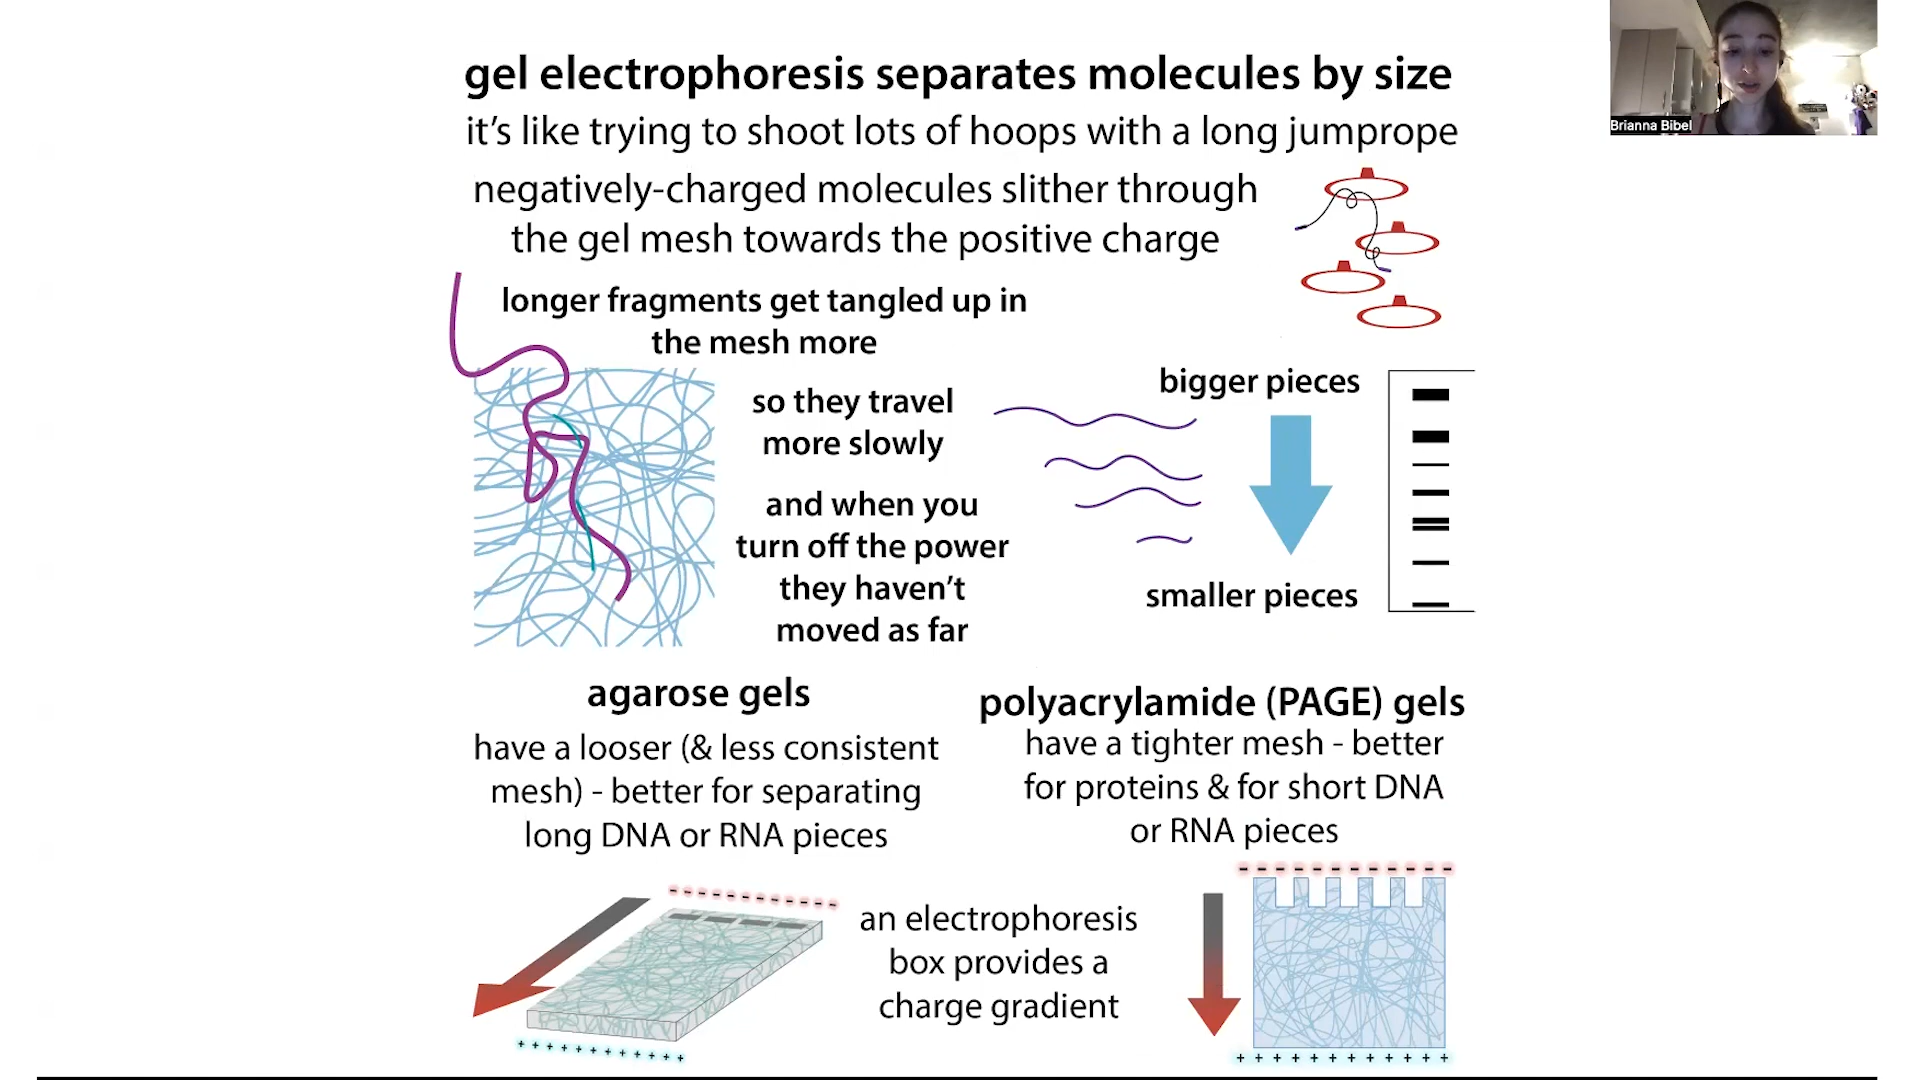 gel electrophoresis separates molecules by size
it's like trying to shoot lots of hoops with a long jumprope
negatively-charged molecules slither through
the gel mesh towards the positive charge
longer fragments get tangled up in
the mesh more
so they travel
more slowly
and when you
turn off the power
they haven't
moved as far
bigger pieces
smaller pieces
agarose gels
have a looser (& less consistent
mesh) - better for separating
long DNA or RNA pieces
polyacrylamide (PAGE) gels
have a tighter mesh - better
for proteins & for short DNA
or RNA pieces
an electrophoresis
box provides a
charge gradient
Brianna Bibel